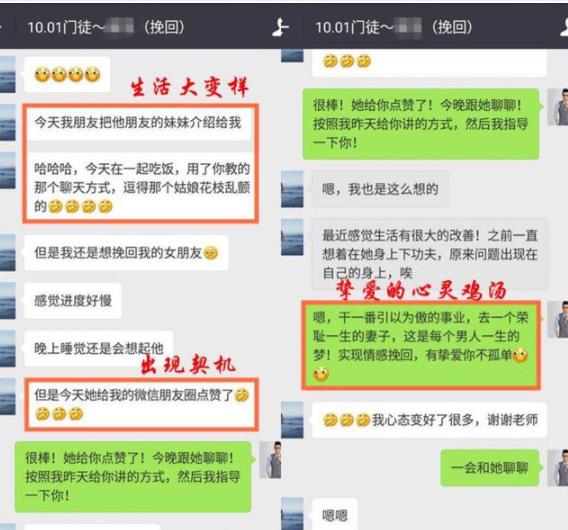 10.01门徒～ （挽回）
生活大变样
今天我朋友把他朋友的妹妹介绍给我
哈哈哈，今天在一起吃饭，用了你教的
那个聊天方式，逗得那个姑娘花枝乱颤
的
但是我还是想挽回我的女朋友
感觉进度好慢
晚上睡觉还是会想起他
出现契机
但是今天她给我的微信朋友圈点赞了
很棒！她给你点赞了！今晚跟她聊聊！
按照我昨天给你讲的方式，然后我指导
一下你！
10.01门徒～ （挽回）
很棒！她给你点赞了！今晚跟她聊聊！
按照我昨天给你讲的方式，然后我指导
一下你！
嗯，我也是这么想的
最近感觉生活有很大的改善！之前一直
想着在她身上下功夫，原来问题出现在
自己的身上，唉
挚爱的心灵鸡汤
嗯，干一番引以为傲的事业，去一个荣
耻一生的妻子，这是每个男人一生的
梦！实现情感挽回，有挚爱你不孤单
我心态变好了很多，谢谢老师
一会和她聊聊
嗯嗯